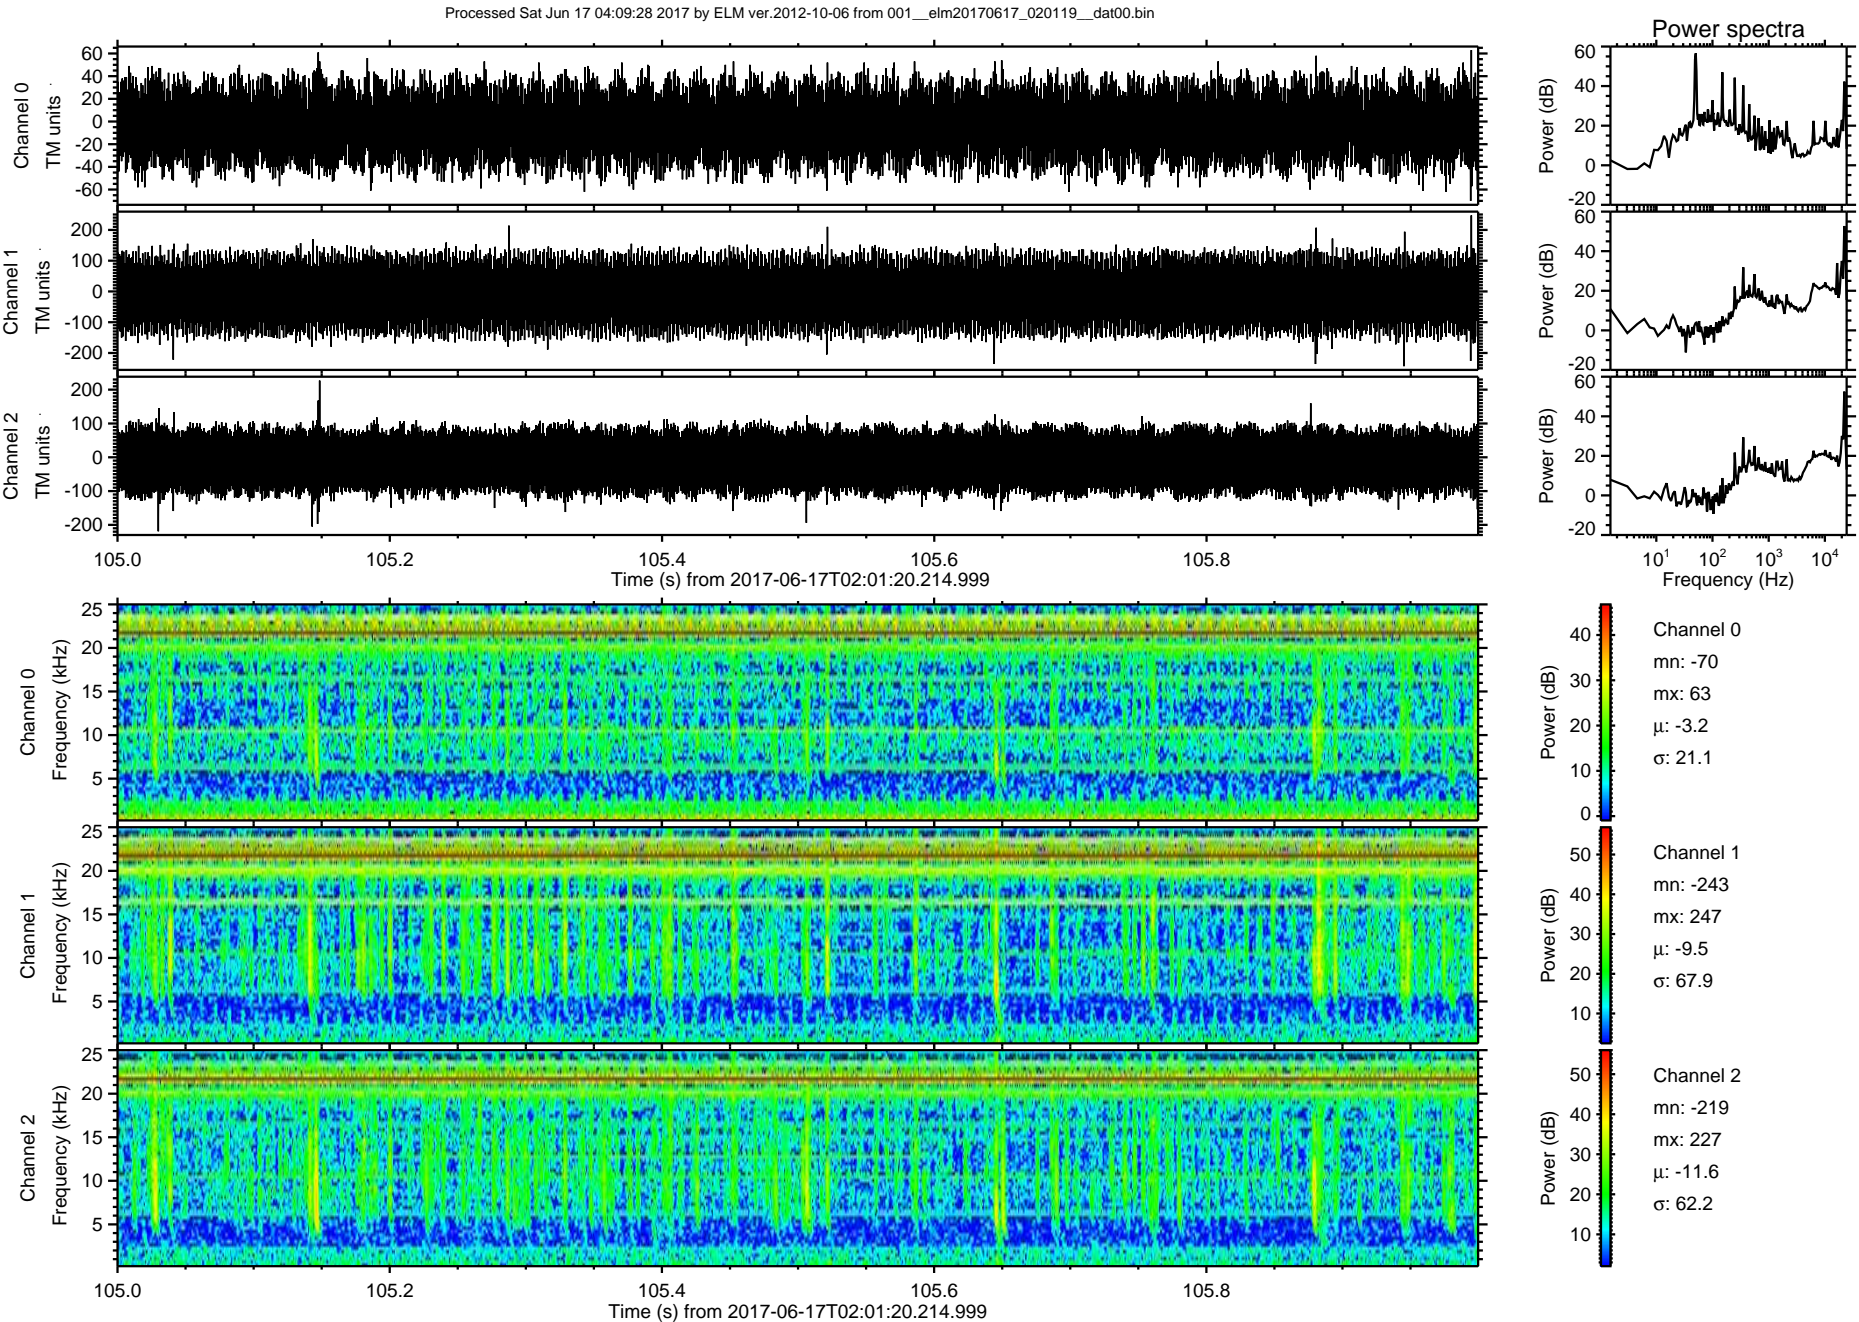 Processed Sat Jun 17 04:09:28 2017 by ELM ver.2012-10-06 from 001__elm20170617_020119__dat00.bin
Power spectra
Channel 0
TM units
60
40
20
0
-20
-40
-60
Power (dB)
60
40
20
0
-20
Channel 1
TM units
200
100
0
-100
-200
Power (dB)
60
40
20
0
-20
Channel 2
TM units
200
100
0
-100
-200
Power (dB)
60
40
20
0
-20
105.0 105.2 105.4 105.6 105.8
Time (s) from 2017-06-17T02:01:20.214.999
10^1 10^2 10^3 10^4
Frequency (Hz)
Channel 0
Frequency (kHz)
25
20
15
10
5
Power (dB)
40
30
20
10
0
Channel 0
mn: -70
mx: 63
μ: -3.2
σ: 21.1
Channel 1
Frequency (kHz)
25
20
15
10
5
Power (dB)
50
40
30
20
10
Channel 1
mn: -243
mx: 247
μ: -9.5
σ: 67.9
Channel 2
Frequency (kHz)
25
20
15
10
5
Power (dB)
50
40
30
20
10
Channel 2
mn: -219
mx: 227
μ: -11.6
σ: 62.2
105.0 105.2 105.4 105.6 105.8
Time (s) from 2017-06-17T02:01:20.214.999